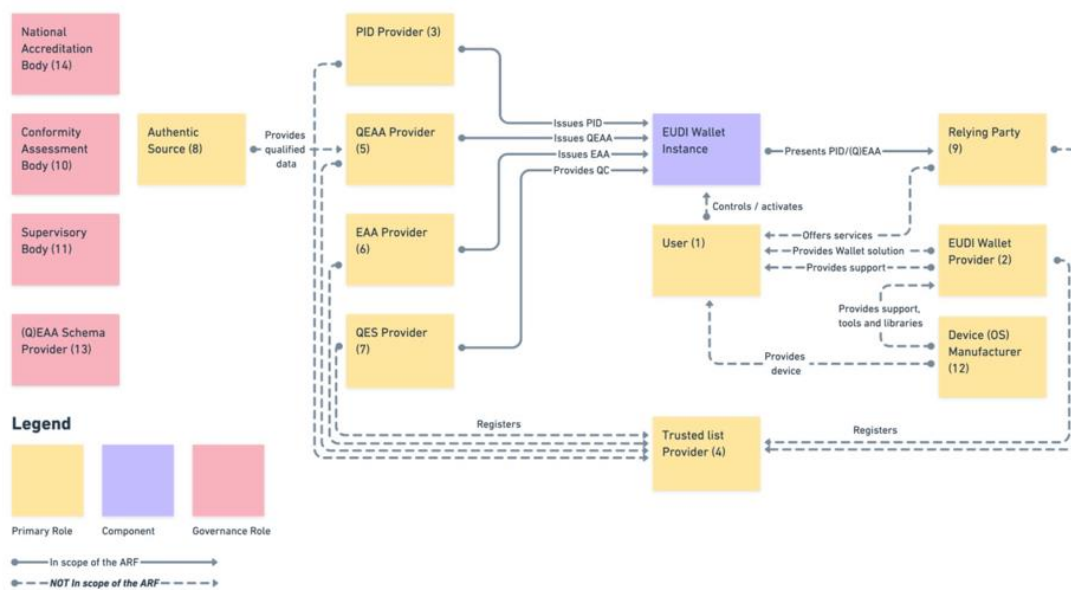 National
Accreditation
Body (14)
Conformity
Assessment
Body (10)
Supervisory
Body (11)
(Q)EAA Schema
Provider (13)
Authentic
Source (8)
Provides
qualified
data
PID Provider (3)
QEAA Provider
(5)
EAA Provider
(6)
QES Provider
(7)
Issues PID
Issues QEAA
Issues EAA
Provides QC
EUDI Wallet
Instance
Presents PID/(Q)EAA
Relying Party
(9)
Controls / activates
User (1)
Offers services
Provides Wallet solution
Provides support
EUDI Wallet
Provider (2)
Provides support,
tools and libraries
Device (OS)
Manufacturer
(12)
Provides
device
Registers
Trusted list
Provider (4)
Registers
Legend
Primary Role
Component
Governance Role
In scope of the ARF
NOT In scope of the ARF